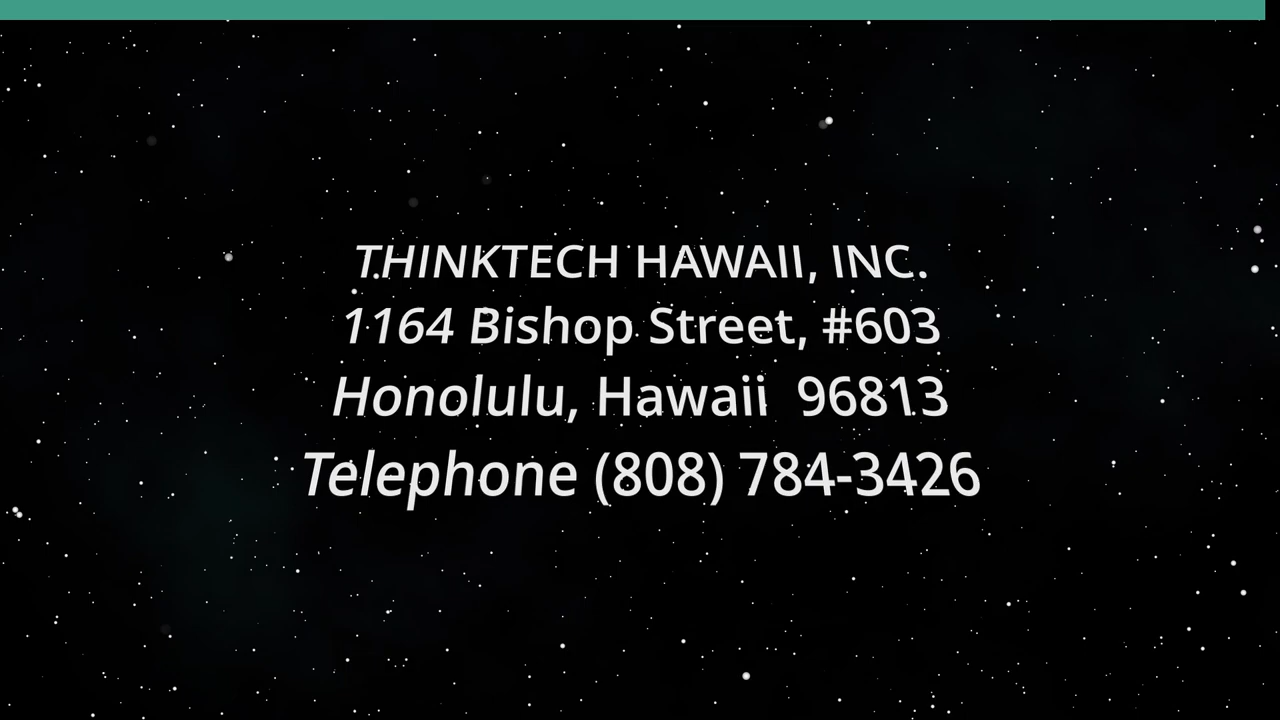 THINKTECH HAWAII, INC.
1164 Bishop Street, #603
Honolulu, Hawaii  96813
Telephone (808) 784-3426